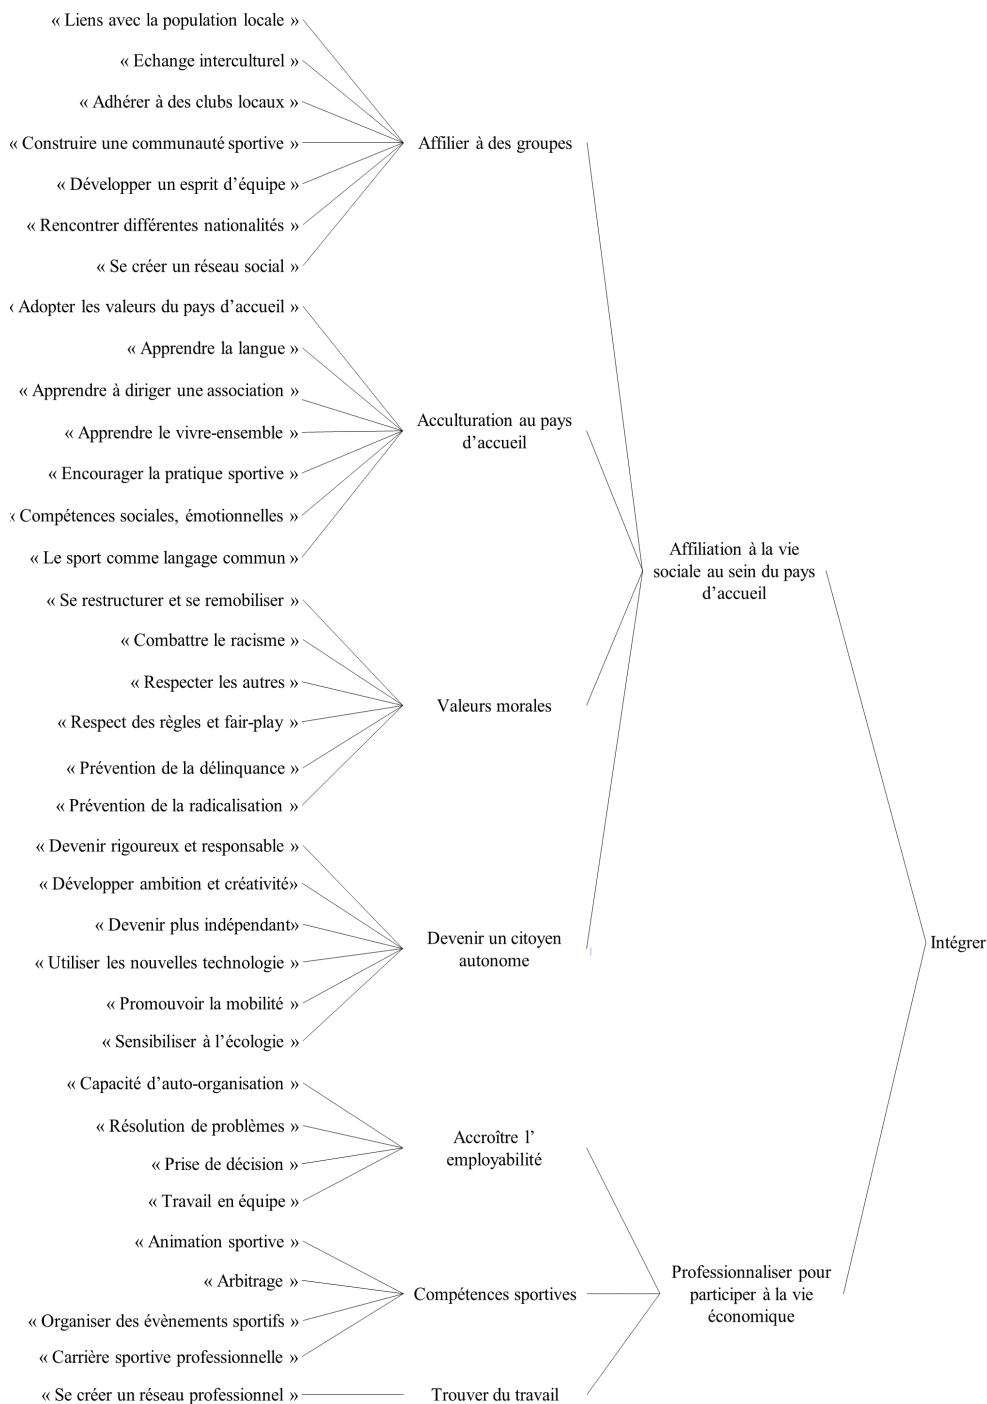 « Liens avec la population locale »
« Echange interculturel »
« Adhérer à des clubs locaux »
« Construire une communauté sportive »
« Développer un esprit d’équipe »
« Rencontrer différentes nationalités »
« Se créer un réseau social »
Affilier à des groupes
« Adopter les valeurs du pays d’accueil »
« Apprendre la langue »
« Apprendre à diriger une association »
« Apprendre le vivre-ensemble »
« Encourager la pratique sportive »
« Compétences sociales, émotionnelles »
« Le sport comme langage commun »
Acculturation au pays
d’accueil
« Se restructurer et se remobiliser »
« Combattre le racisme »
« Respecter les autres »
« Respect des règles et fair-play »
« Prévention de la délinquance »
« Prévention de la radicalisation »
Valeurs morales
« Devenir rigoureux et responsable »
« Développer ambition et créativité»
« Devenir plus indépendant»
« Utiliser les nouvelles technologie »
« Promouvoir la mobilité »
« Sensibiliser à l’écologie »
Devenir un citoyen
autonome
Affiliation à la vie
sociale au sein du pays
d’accueil
« Capacité d’auto-organisation »
« Résolution de problèmes »
« Prise de décision »
« Travail en équipe »
Accroître l’
employabilité
« Animation sportive »
« Arbitrage »
« Organiser des évènements sportifs »
« Carrière sportive professionnelle »
Compétences sportives
« Se créer un réseau professionnel »
Trouver du travail
Professionnaliser pour
participer à la vie
économique
Intégrer